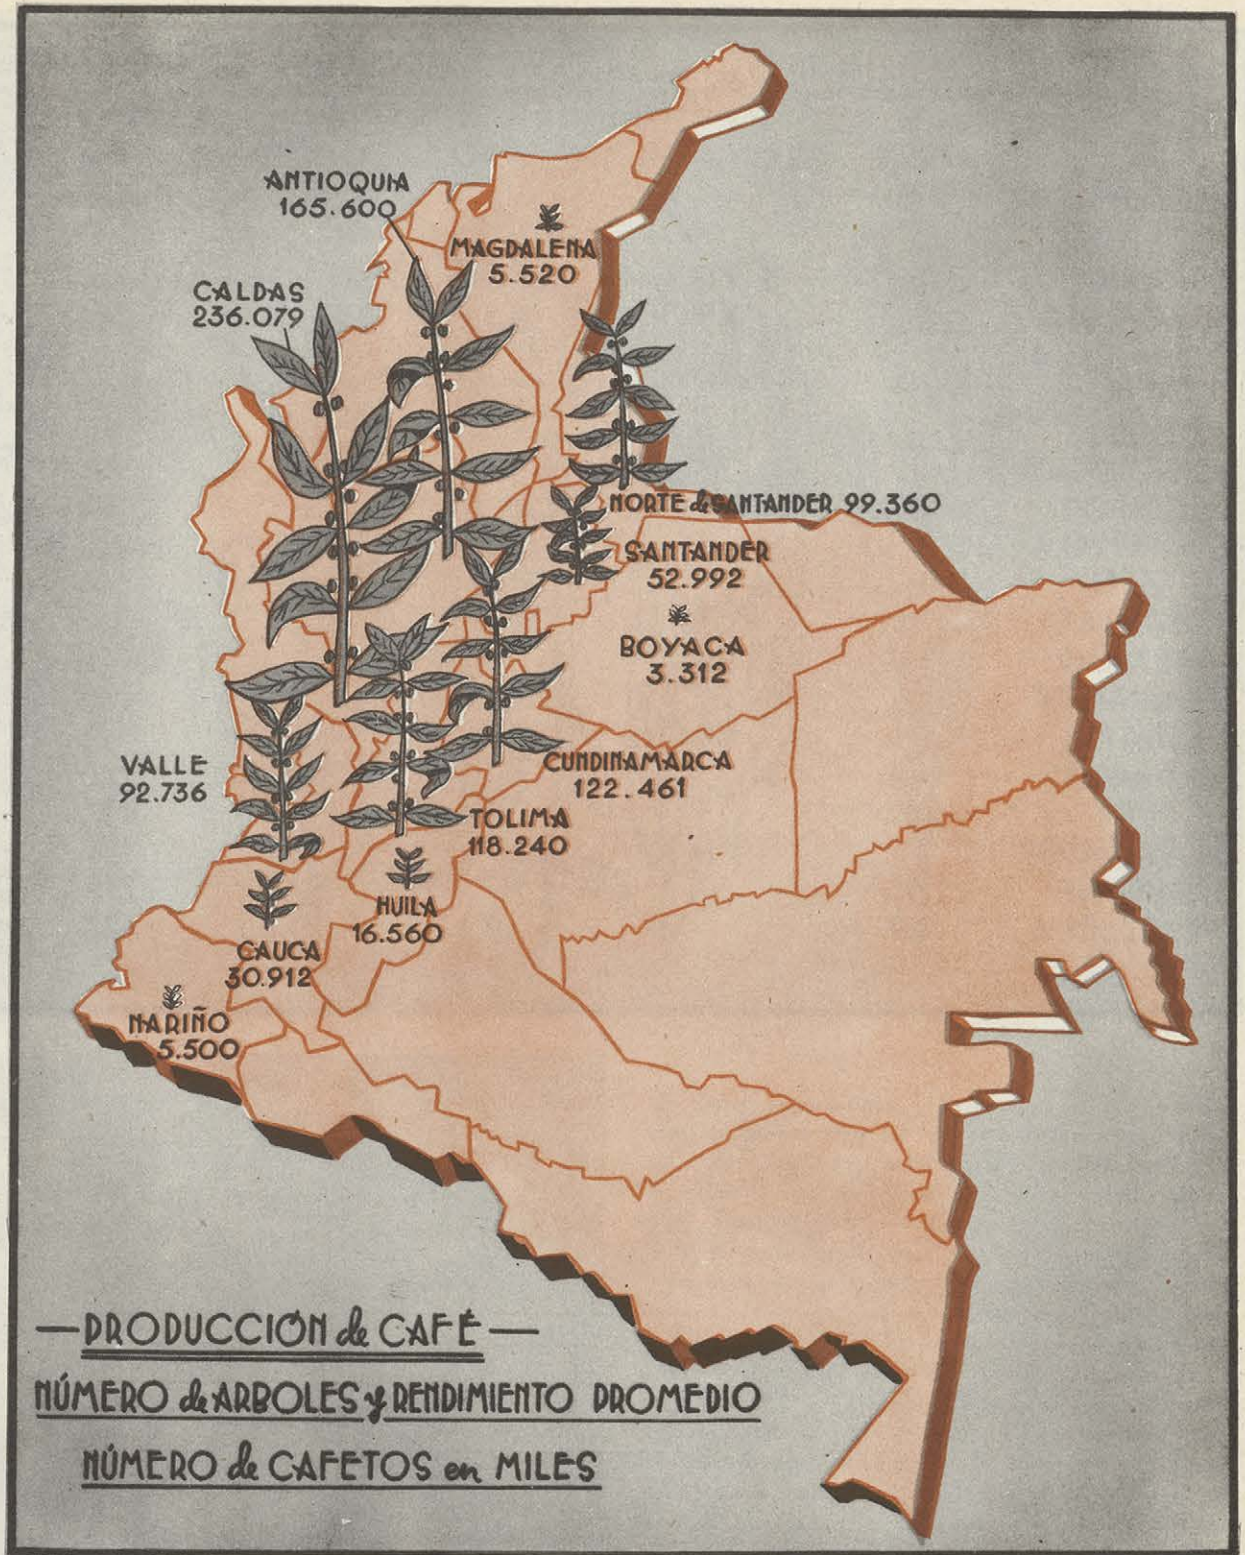 ANTIOQUIA
165.600
MAGDALENA
5.520
CALDAS
236.079
NORTE de SANTANDER 99.360
SANTANDER
52.992
BOYACA
3.312
VALLE
92.736
CUNDINAMARCA
122.461
TOLIMA
118.240
HUILA
16.560
CAUCA
30.912
NARIÑO
5.500
—PRODUCCIÓN de CAFÉ—
NÚMERO de ARBOLES y RENDIMIENTO PROMEDIO
NÚMERO de CAFETOS en MILES